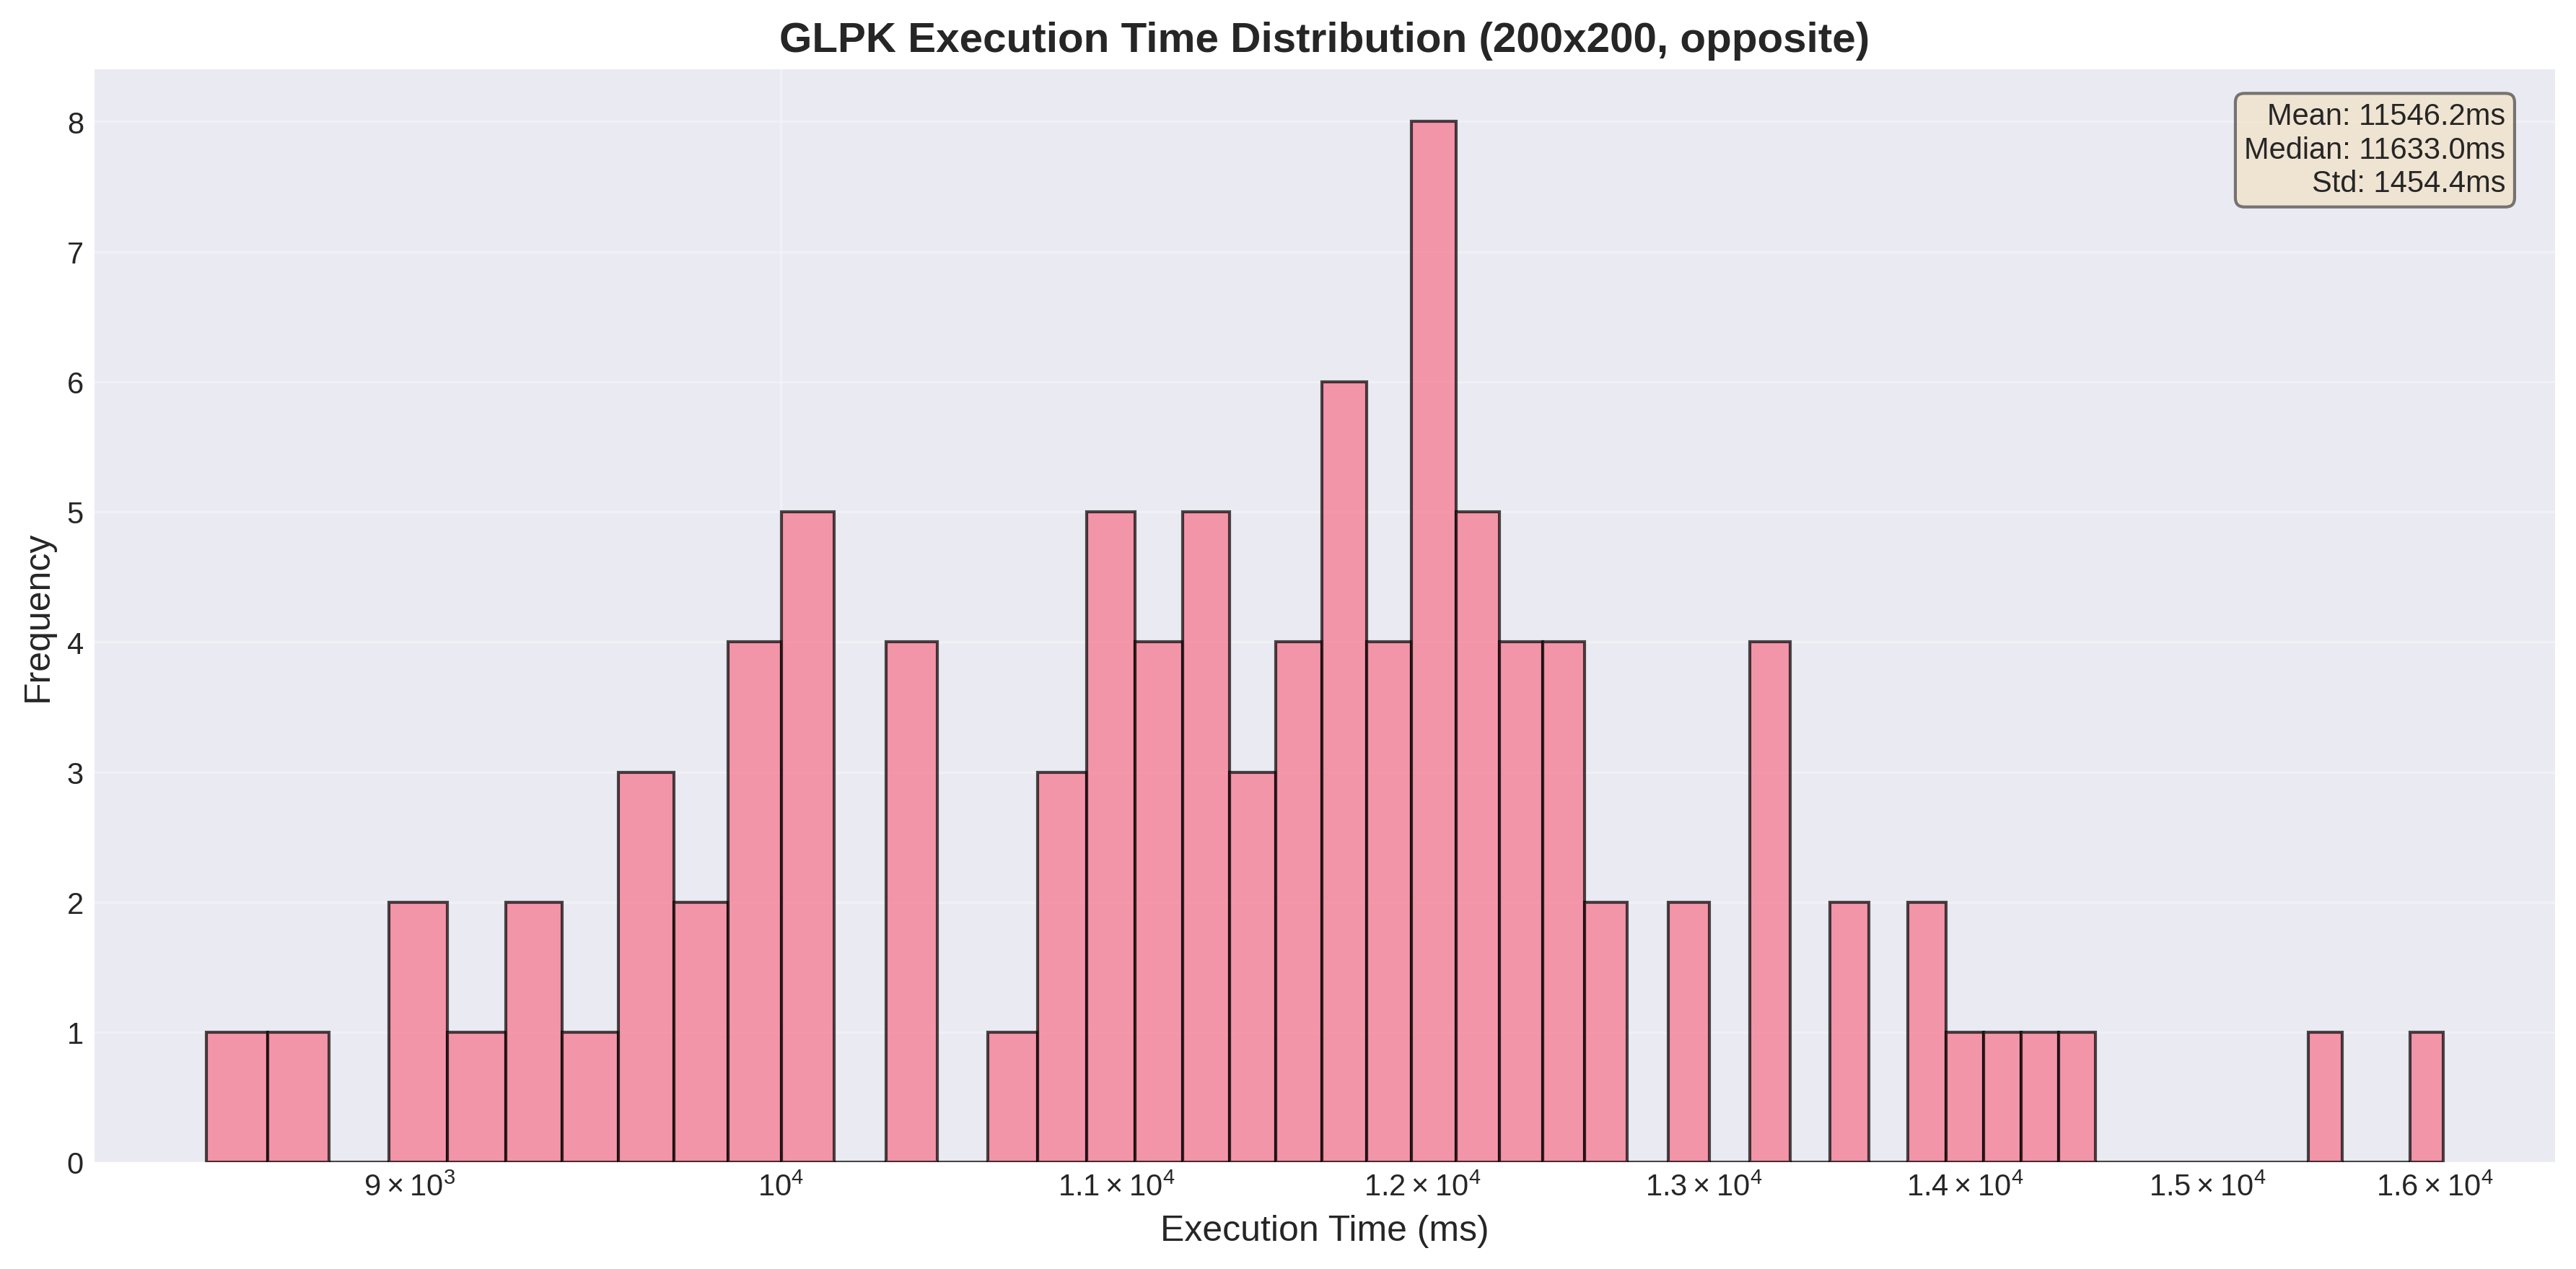 GLPK Execution Time Distribution (200x200, opposite)
Mean: 11546.2ms
Median: 11633.0ms
Std: 1454.4ms
Frequency
8
7
6
5
4
3
2
1
0
9 × 10³ 10⁴ 1.1 × 10⁴ 1.2 × 10⁴ 1.3 × 10⁴ 1.4 × 10⁴ 1.5 × 10⁴ 1.6 × 10⁴
Execution Time (ms)